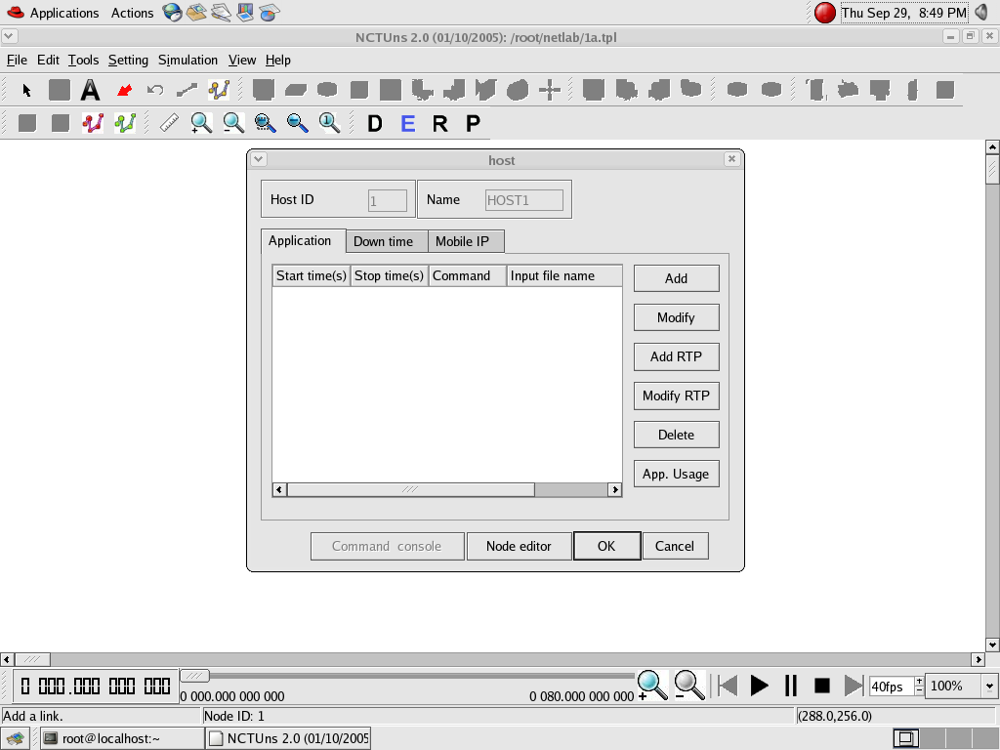 Applications Actions Thu Sep 29, 8:49 PM
NCTUns 2.0 (01/10/2005): /root/netlab/1a.tpl
File Edit Tools Setting Simulation View Help
A
D E R P
host
Host ID 1 Name HOST1
Application Down time Mobile IP
Start time(s) Stop time(s) Command Input file name
Add
Modify
Add RTP
Modify RTP
Delete
App. Usage
Command console Node editor OK Cancel
0 000.000 000 000
0 000.000 000 000 0 080.000 000 000
40fps 100%
Add a link. Node ID: 1 (288.0,256.0)
root@localhost:~ NCTUns 2.0 (01/10/2005